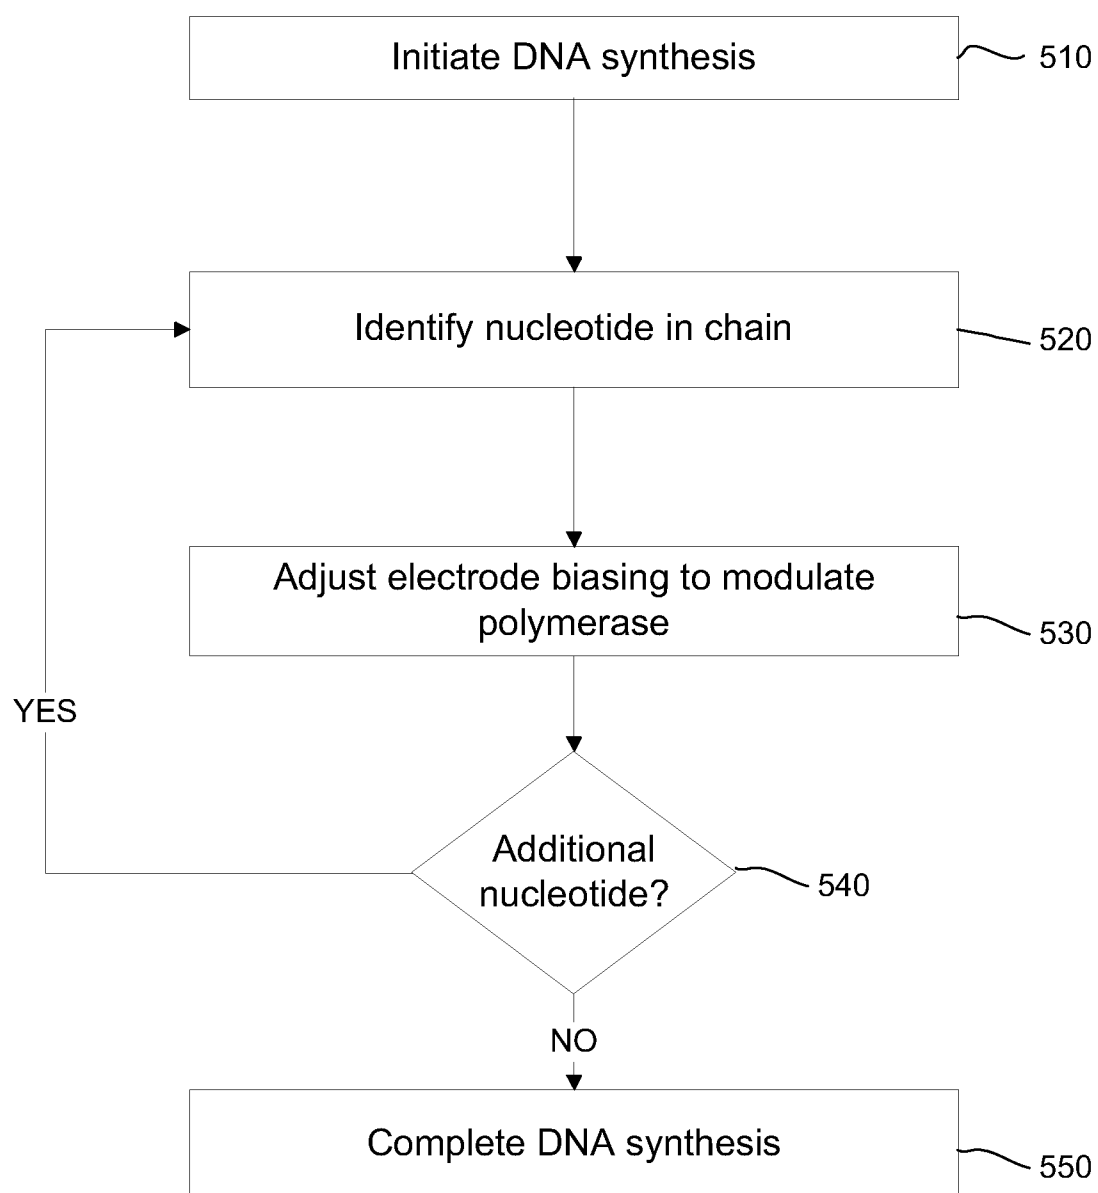 Initiate DNA synthesis
510
Identify nucleotide in chain
520
Adjust electrode biasing to modulate
polymerase
530
YES
Additional
nucleotide?
540
NO
Complete DNA synthesis
550